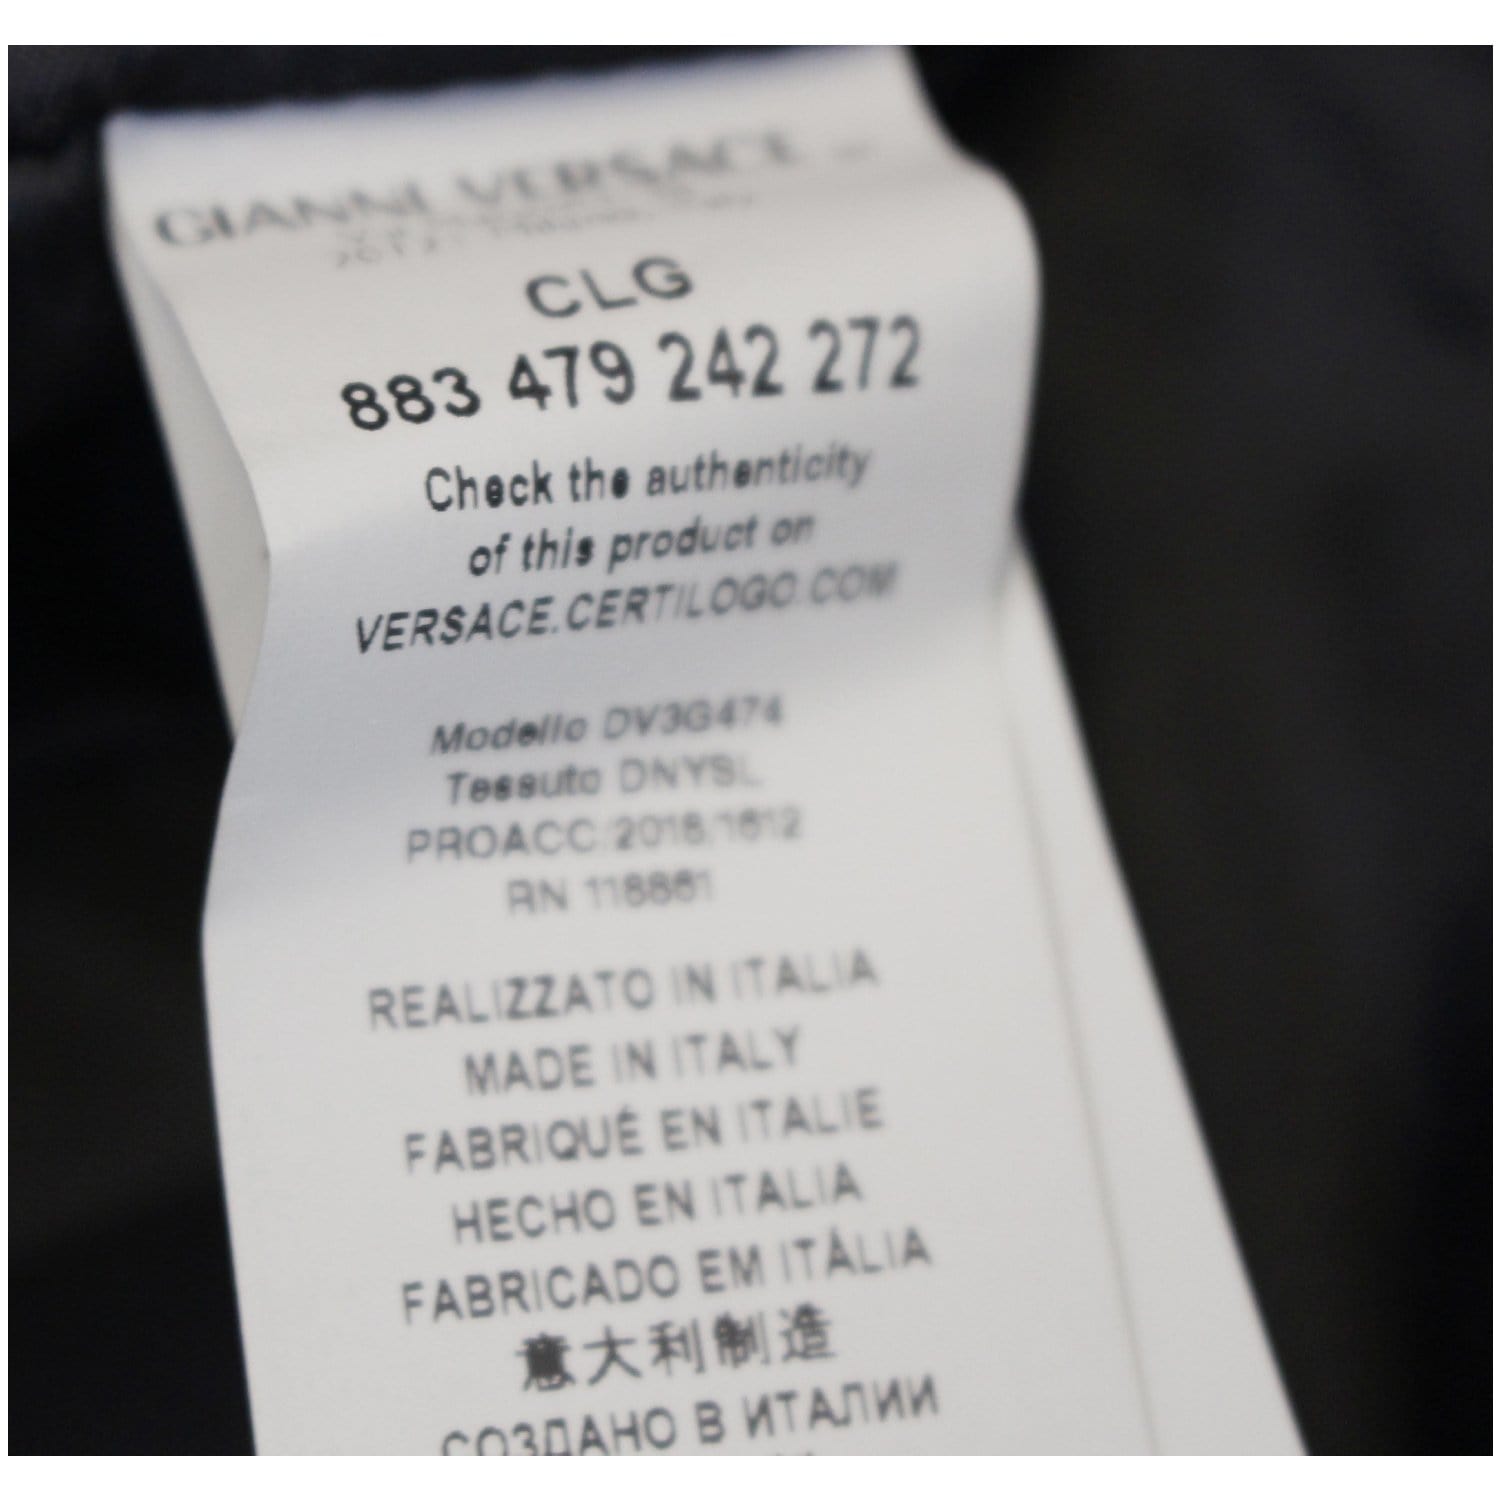 GIANNI VERSACE
CLG
883 479 242 272
Check the authenticity
of this product on
VERSACE.CERTILOGO.COM
Modello DV3G474
Tessuto DNYSL
PROACC/2016/1612
RN 118861
REALIZZATO IN ITALIA
MADE IN ITALY
FABRIQUÉ EN ITALIE
HECHO EN ITALIA
FABRICADO EM ITÁLIA
意大利制造
СОЗДАНО В ИТАЛИИ